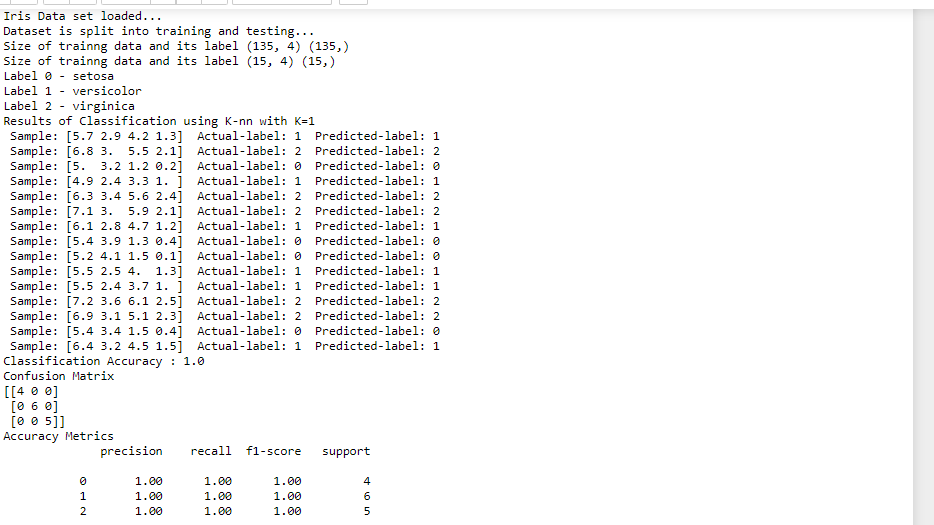 Iris Data set loaded...
Dataset is split into training and testing...
Size of trainng data and its label (135, 4) (135,)
Size of trainng data and its label (15, 4) (15,)
Label 0 - setosa
Label 1 - versicolor
Label 2 - virginica
Results of Classification using K-nn with K=1
Sample: [5.7 2.9 4.2 1.3] Actual-label: 1 Predicted-label: 1
Sample: [6.8 3.  5.5 2.1] Actual-label: 2 Predicted-label: 2
Sample: [5.  3.2 1.2 0.2] Actual-label: 0 Predicted-label: 0
Sample: [4.9 2.4 3.3 1. ] Actual-label: 1 Predicted-label: 1
Sample: [6.3 3.4 5.6 2.4] Actual-label: 2 Predicted-label: 2
Sample: [7.1 3.  5.9 2.1] Actual-label: 2 Predicted-label: 2
Sample: [6.1 2.8 4.7 1.2] Actual-label: 1 Predicted-label: 1
Sample: [5.4 3.9 1.3 0.4] Actual-label: 0 Predicted-label: 0
Sample: [5.2 4.1 1.5 0.1] Actual-label: 0 Predicted-label: 0
Sample: [5.5 2.5 4.  1.3] Actual-label: 1 Predicted-label: 1
Sample: [5.5 2.4 3.7 1. ] Actual-label: 1 Predicted-label: 1
Sample: [7.2 3.6 6.1 2.5] Actual-label: 2 Predicted-label: 2
Sample: [6.9 3.1 5.1 2.3] Actual-label: 2 Predicted-label: 2
Sample: [5.4 3.4 1.5 0.4] Actual-label: 0 Predicted-label: 0
Sample: [6.4 3.2 4.5 1.5] Actual-label: 1 Predicted-label: 1
Classification Accuracy : 1.0
Confusion Matrix
[[4 0 0]
[0 6 0]
[0 0 5]]
Accuracy Metrics
precision recall f1-score support
0 1.00 1.00 1.00 4
1 1.00 1.00 1.00 6
2 1.00 1.00 1.00 5